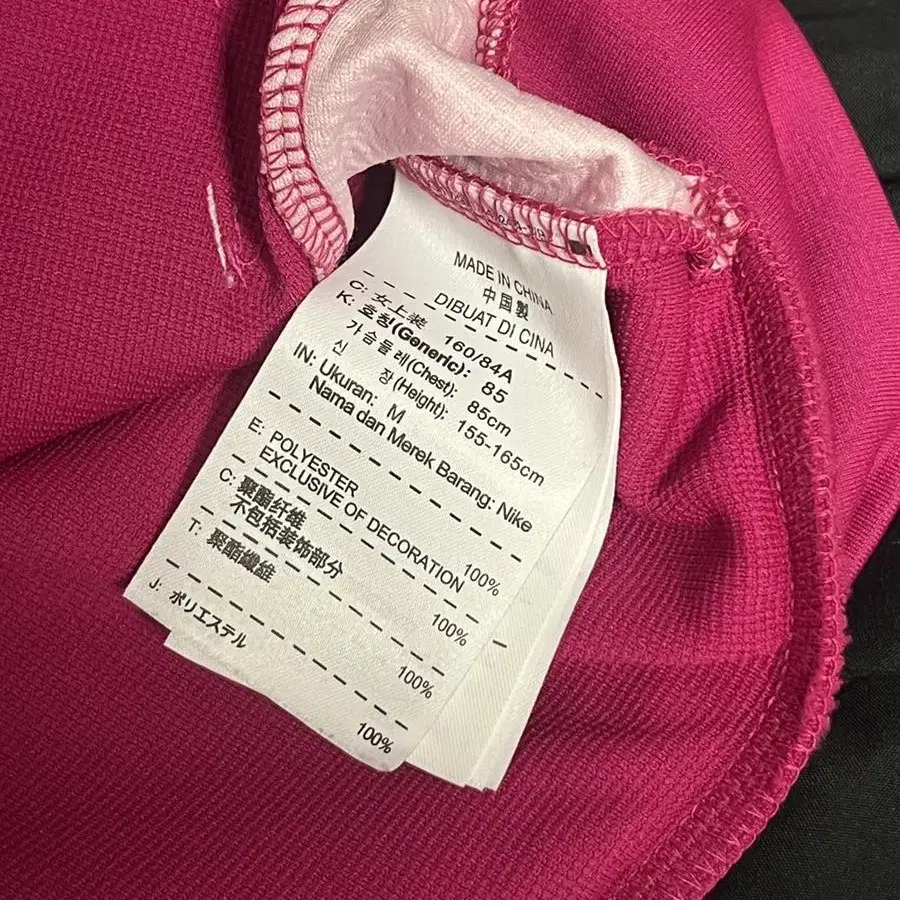 MADE IN CHINA
中国製
DIBUAT DI CINA
C: 女上装 160/84A
K: 호칭(Generic): 85
가슴둘레(Chest): 85cm
신 장(Height): 155-165cm
IN: Ukuran: M
Nama dan Merek Barang: Nike
E: POLYESTER 100%
EXCLUSIVE OF DECORATION
C: 聚酯纤维 100%
不包括装饰部分
T: 聚酯纖維 100%
J: ポリエステル 100%